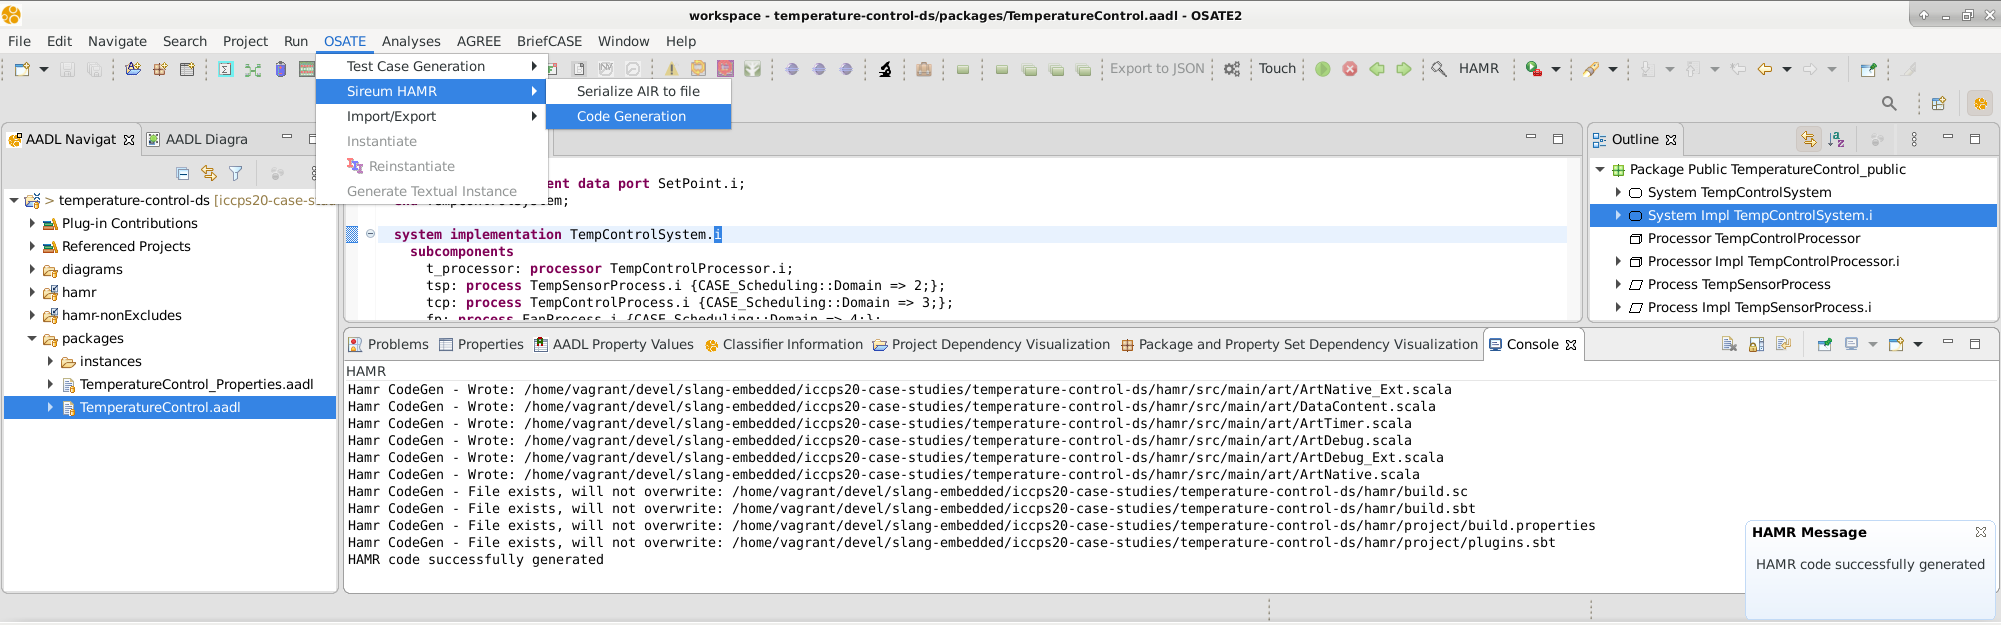 workspace - temperature-control-ds/packages/TemperatureControl.aadl - OSATE2
File Edit Navigate Search Project Run OSATE Analyses AGREE BriefCASE Window Help
Test Case Generation
Export to JSON
Touch
HAMR
Sireum HAMR
Serialize AIR to file
Import/Export
Code Generation
Instantiate
Reinstantiate
Generate Textual Instance
AADL Navigat
AADL Diagra
temperature-control-ds
Plug-in Contributions
Referenced Projects
diagrams
hamr
hamr-nonExcludes
packages
instances
TemperatureControl_Properties.aadl
TemperatureControl.aadl
ent data port SetPoint.i;
end TempControlSystem;
system implementation TempControlSystem.i
subcomponents
t_processor: processor TempControlProcessor.i;
tsp: process TempSensorProcess.i {CASE_Scheduling::Domain => 2;};
tcp: process TempControlProcess.i {CASE_Scheduling::Domain => 3;};
fp: process FanProcess.i {CASE_Scheduling::Domain => 4;};
Outline
Package Public TemperatureControl_public
System TempControlSystem
System Impl TempControlSystem.i
Processor TempControlProcessor
Processor Impl TempControlProcessor.i
Process TempSensorProcess
Process Impl TempSensorProcess.i
Problems Properties AADL Property Values Classifier Information Project Dependency Visualization Package and Property Set Dependency Visualization Console
HAMR
Hamr CodeGen - Wrote: /home/vagrant/devel/slang-embedded/iccps20-case-studies/temperature-control-ds/hamr/src/main/art/ArtNative_Ext.scala
Hamr CodeGen - Wrote: /home/vagrant/devel/slang-embedded/iccps20-case-studies/temperature-control-ds/hamr/src/main/art/DataContent.scala
Hamr CodeGen - Wrote: /home/vagrant/devel/slang-embedded/iccps20-case-studies/temperature-control-ds/hamr/src/main/art/ArtTimer.scala
Hamr CodeGen - Wrote: /home/vagrant/devel/slang-embedded/iccps20-case-studies/temperature-control-ds/hamr/src/main/art/ArtDebug.scala
Hamr CodeGen - Wrote: /home/vagrant/devel/slang-embedded/iccps20-case-studies/temperature-control-ds/hamr/src/main/art/ArtDebug_Ext.scala
Hamr CodeGen - Wrote: /home/vagrant/devel/slang-embedded/iccps20-case-studies/temperature-control-ds/hamr/src/main/art/ArtNative.scala
Hamr CodeGen - File exists, will not overwrite: /home/vagrant/devel/slang-embedded/iccps20-case-studies/temperature-control-ds/hamr/build.sc
Hamr CodeGen - File exists, will not overwrite: /home/vagrant/devel/slang-embedded/iccps20-case-studies/temperature-control-ds/hamr/build.sbt
Hamr CodeGen - File exists, will not overwrite: /home/vagrant/devel/slang-embedded/iccps20-case-studies/temperature-control-ds/hamr/project/build.properties
Hamr CodeGen - File exists, will not overwrite: /home/vagrant/devel/slang-embedded/iccps20-case-studies/temperature-control-ds/hamr/project/plugins.sbt
HAMR code successfully generated
HAMR Message
HAMR code successfully generated